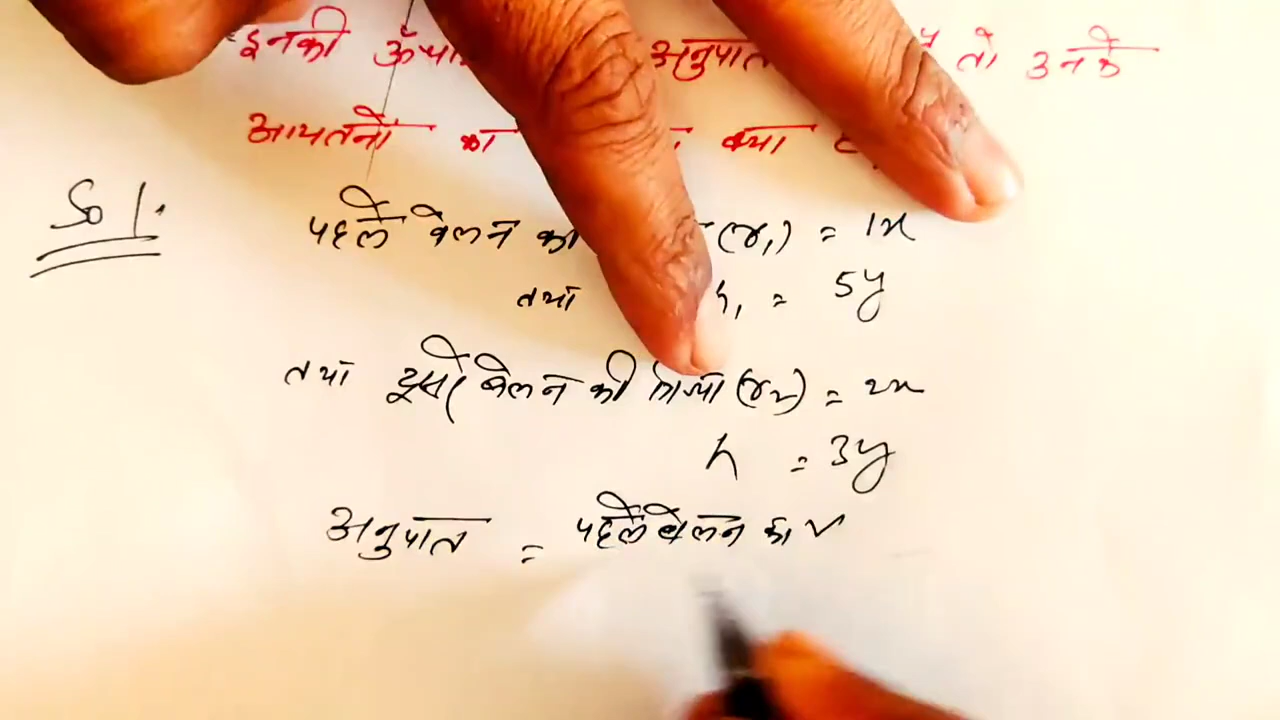 इनकी अनुपात तो उनके
आयतनों का क्या
Sol.
पहले बेलन का (r₁) = 1x
तथा h₁ = 5y
तथा दूसरे बेलन की त्रिज्या (r₂) = 2x
h = 3y
अनुपात = पहले बेलन का v